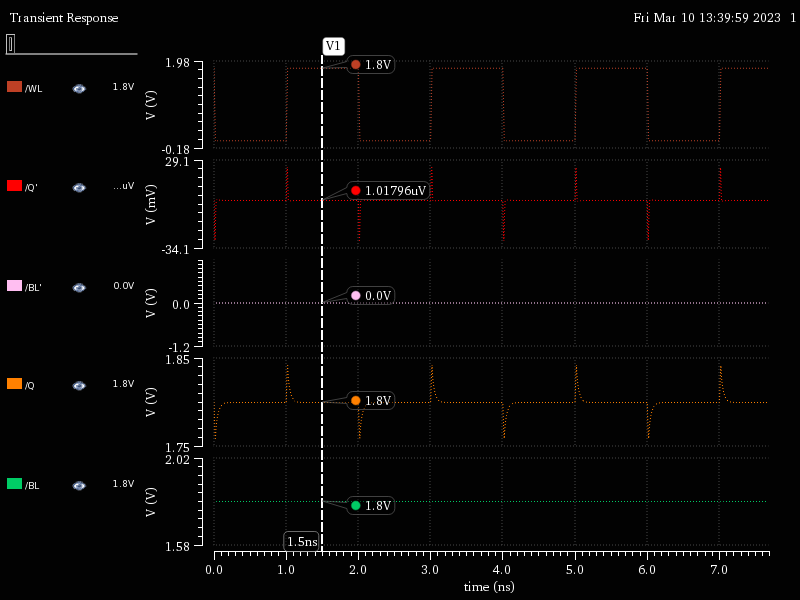 Transient Response
Fri Mar 10 13:39:59 2023 1
V1
1.98
/WL
1.8V
V (V)
1.8V
-0.18
29.1
/Q'
...uV
V (mV)
1.01796uV
-34.1
/BL'
0.0V
V (V)
0.0
0.0V
-1.2
1.85
/Q
1.8V
V (V)
1.8V
1.75
2.02
/BL
1.8V
V (V)
1.8V
1.58
1.5ns
0.0 1.0 2.0 3.0 4.0 5.0 6.0 7.0
time (ns)